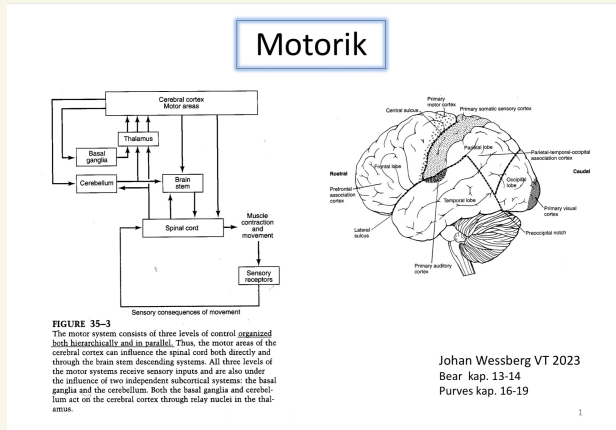 Motorik
Cerebral cortex
Motor areas
Thalamus
Basal
ganglia
Cerebellum
Brain
stem
Spinal cord
Muscle
contraction
and
movement
Sensory
receptors
Sensory consequences of movement
FIGURE 35–3
The motor system consists of three levels of control organized
both hierarchically and in parallel. Thus, the motor areas of the
cerebral cortex can influence the spinal cord both directly and
through the brain stem descending systems. All three levels of
the motor systems receive sensory inputs and are also under
the influence of two independent subcortical systems: the basal
ganglia and the cerebellum. Both the basal ganglia and cerebel-
lum act on the cerebral cortex through relay nuclei in the thal-
amus.
Primary
motor cortex
Central sulcus
Primary somatic sensory cortex
Parietal lobe
Parietal-temporal-occipital
association cortex
Frontal lobe
Rostral
Caudal
Occipital
lobe
Prefrontal
association
cortex
Temporal lobe
Primary visual
cortex
Lateral
sulcus
Preoccipital notch
Primary auditory
cortex
Johan Wessberg VT 2023
Bear kap. 13-14
Purves kap. 16-19
1